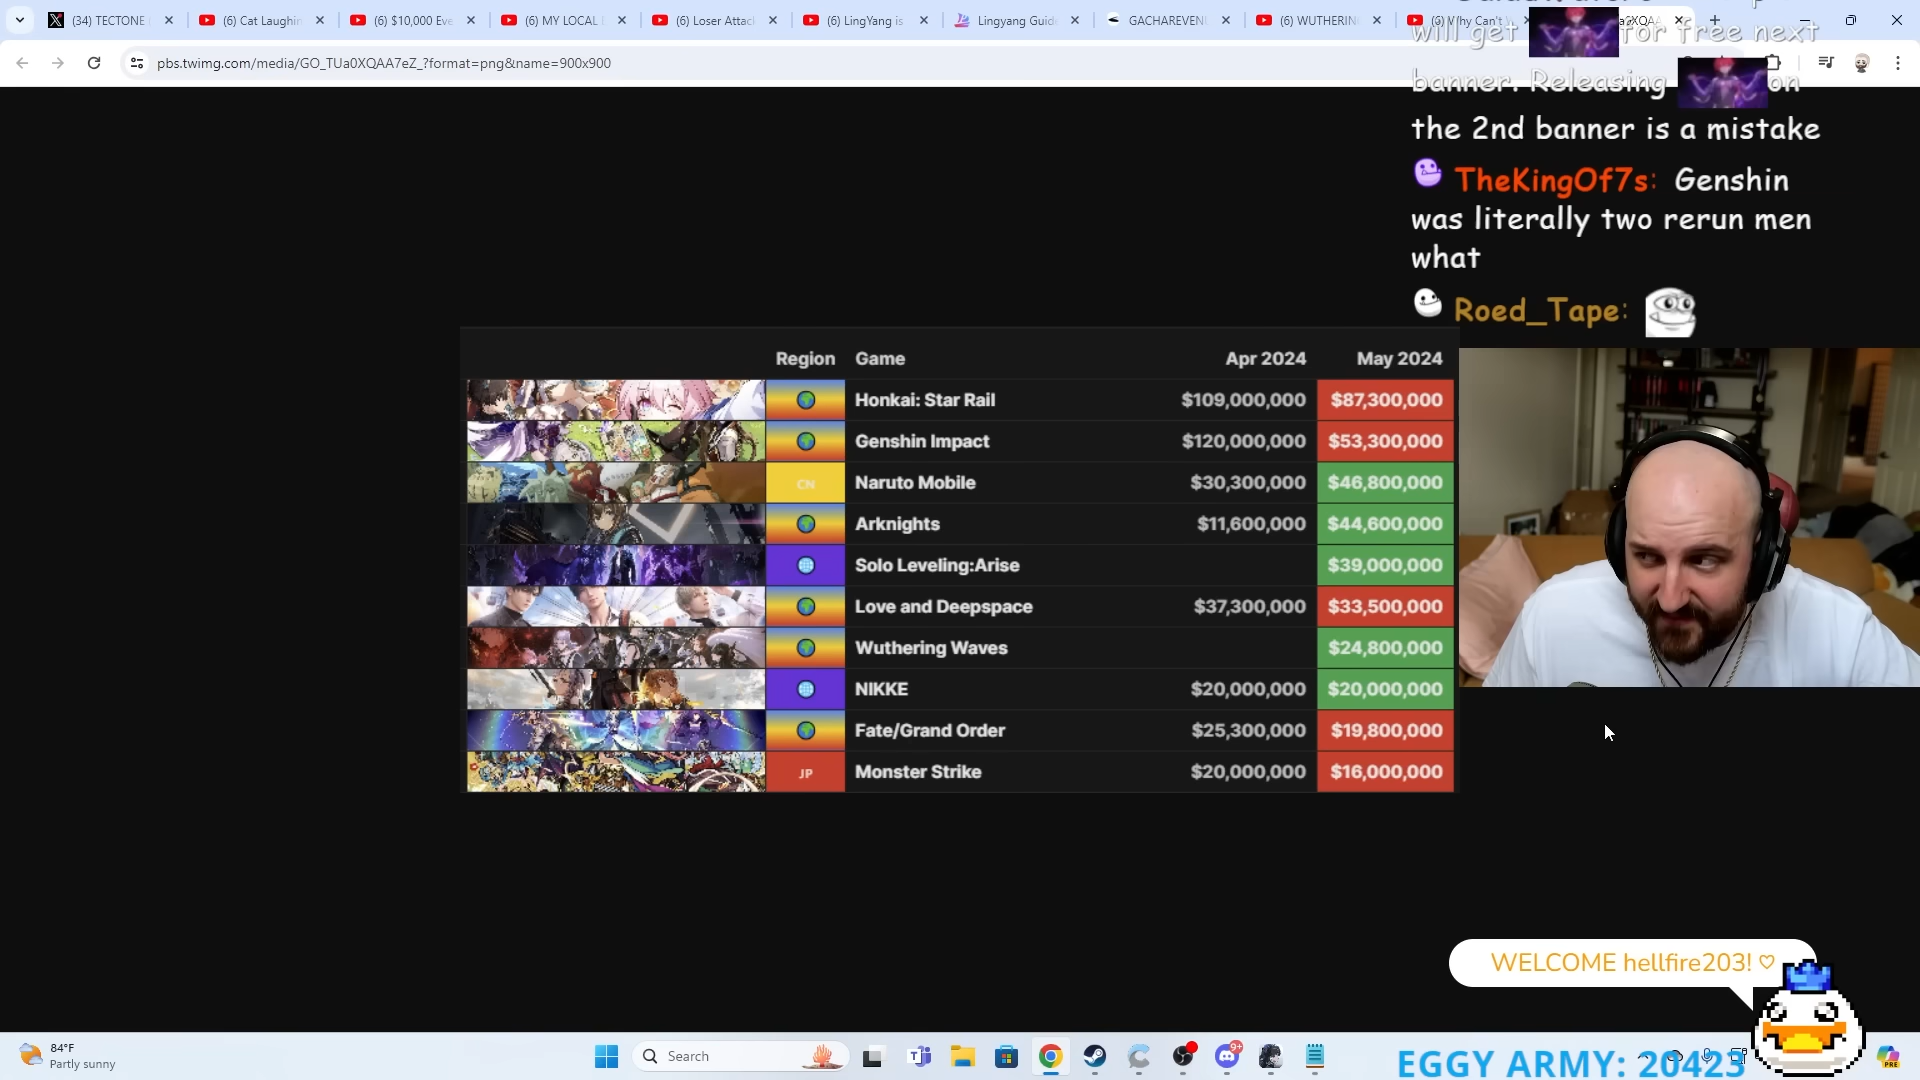 (34) TECTONE
(6) Cat Laughin
(6) $10,000 Eve
(6) MY LOCAL
(6) Loser Attac
(6) LingYang is
Lingyang Guide
GACHAREVENU
(6) WUTHERIN
(6) Why Can't
pbs.twimg.com/media/GO_TUa0XQAA7eZ_?format=png&name=900x900
will get for free next
banner. Releasing on
the 2nd banner is a mistake
TheKingOf7s: Genshin
was literally two rerun men
what
Roed_Tape:
Region Game Apr 2024 May 2024
Honkai: Star Rail $109,000,000 $87,300,000
Genshin Impact $120,000,000 $53,300,000
CN Naruto Mobile $30,300,000 $46,800,000
Arknights $11,600,000 $44,600,000
Solo Leveling:Arise $39,000,000
Love and Deepspace $37,300,000 $33,500,000
Wuthering Waves $24,800,000
NIKKE $20,000,000 $20,000,000
Fate/Grand Order $25,300,000 $19,800,000
JP Monster Strike $20,000,000 $16,000,000
WELCOME hellfire203! ♡
84°F
Partly sunny
Search
9+
EGGY ARMY: 20423
PRE